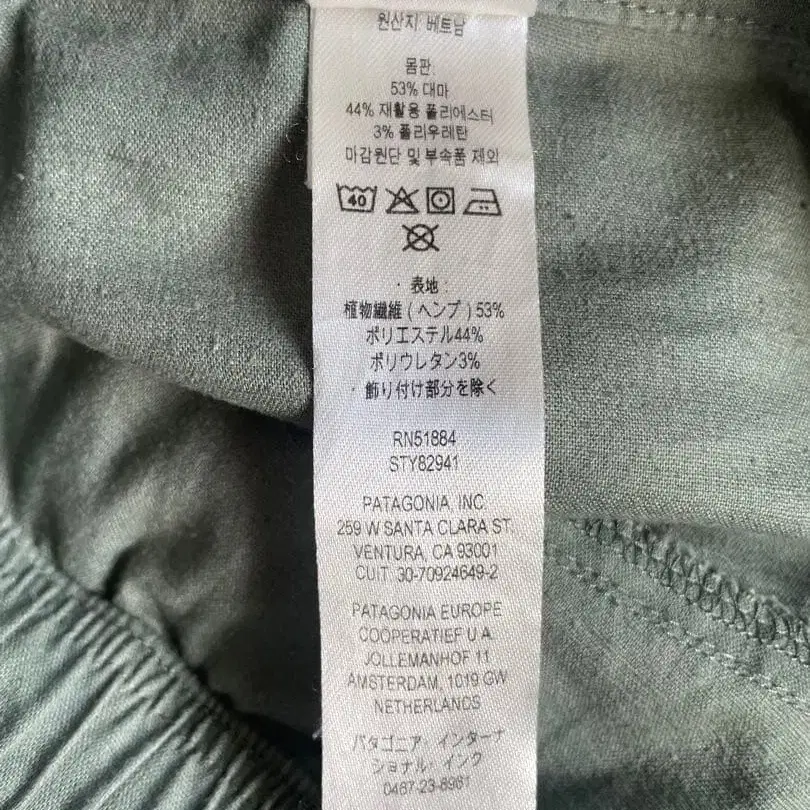 원산지: 베트남
몸판:
53% 대마
44% 재활용 폴리에스터
3% 폴리우레탄
마감원단 및 부속품 제외
40
・表地:
植物繊維(ヘンプ)53%
ポリエステル44%
ポリウレタン3%
・飾り付け部分を除く
RN51884
STY82941
PATAGONIA, INC.
259 W SANTA CLARA ST.
VENTURA, CA 93001
CUIT. 30-70924649-2
PATAGONIA EUROPE
COOPERATIEF U.A.
JOLLEMANHOF 11
AMSTERDAM, 1019 GW
NETHERLANDS
パタゴニア・インターナ
ショナル・インク
0467-23-8961